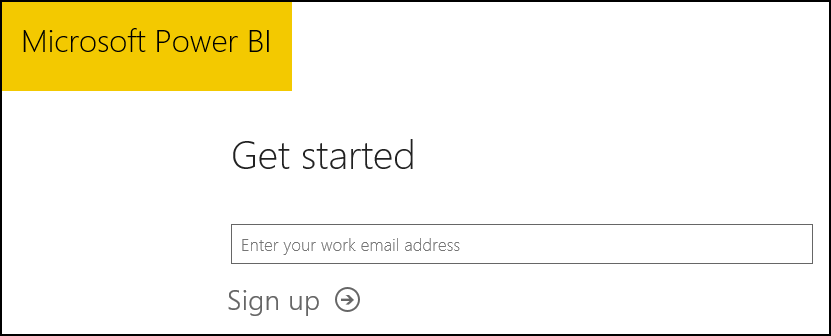 Microsoft Power BI
Get started
Enter your work email address
Sign up